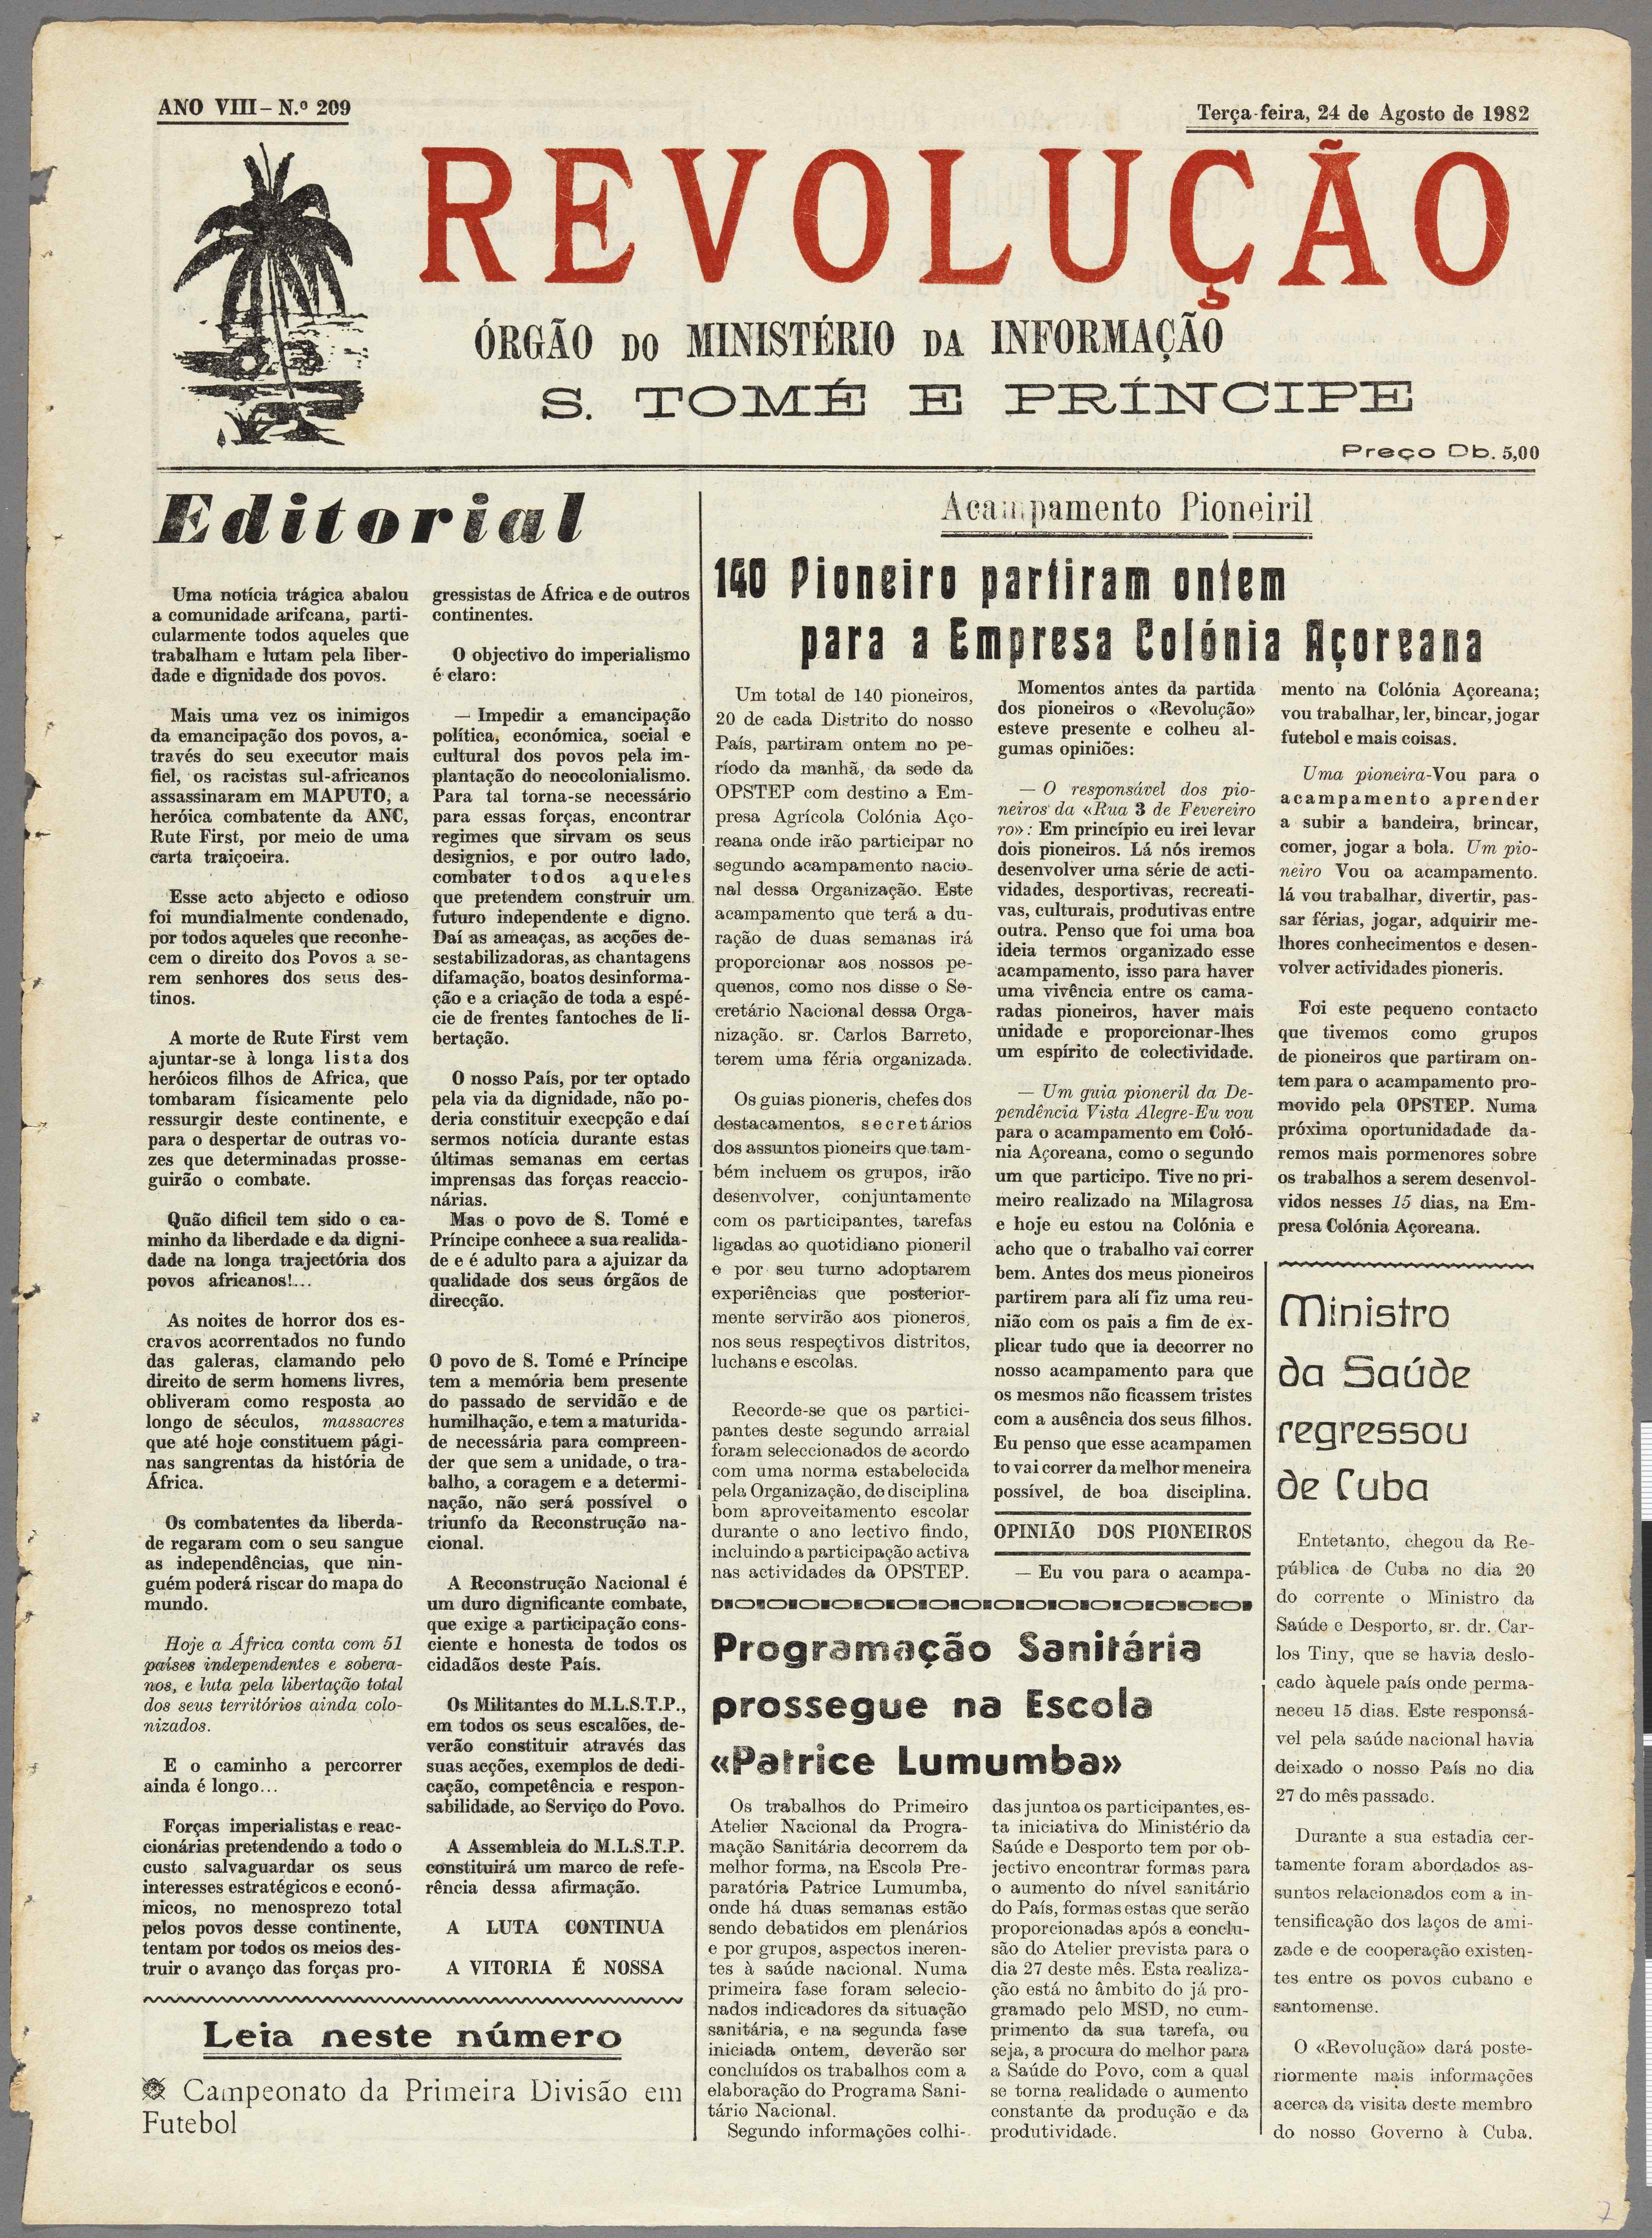 ANO VIII – N.º 209
Terça-feira, 24 de Agosto de 1982
REVOLUÇÃO
ÓRGÃO DO MINISTÉRIO DA INFORMAÇÃO
S. TOMÉ E PRÍNCIPE
Preço Db. 5,00
Editorial
Uma notícia trágica abalou
a comunidade arifcana, parti-
cularmente todos aqueles que
trabalham e lutam pela liber-
dade e dignidade dos povos.
Mais uma vez os inimigos
da emancipação dos povos, a-
través do seu executor mais
fiel, os racistas sul-africanos
assassinaram em MAPUTO, a
heróica combatente da ANC,
Rute First, por meio de uma
carta traiçoeira.
Esse acto abjecto e odioso
foi mundialmente condenado,
por todos aqueles que reconhe-
cem o direito dos Povos a se-
rem senhores dos seus des-
tinos.
A morte de Rute First vem
ajuntar-se à longa lista dos
heróicos filhos de Africa, que
tombaram físicamente pelo
ressurgir deste continente, e
para o despertar de outras vo-
zes que determinadas prosse-
guirão o combate.
Quão dificil tem sido o ca-
minho da liberdade e da digni-
dade na longa trajectória dos
povos africanos!...
As noites de horror dos es-
cravos acorrentados no fundo
das galeras, clamando pelo
direito de serm homens livres,
obliveram como resposta ao
longo de séculos, massacres
que até hoje constituem pági-
nas sangrentas da história de
África.
Os combatentes da liberda-
de regaram com o seu sangue
as independências, que nin-
guém poderá riscar do mapa do
mundo.
Hoje a África conta com 51
países independentes e sobera-
nos, e luta pela libertação total
dos seus territórios ainda colo-
nizados.
E o caminho a percorrer
ainda é longo...
Forças imperialistas e reac-
cionárias pretendendo a todo o
custo salvaguardar os seus
interesses estratégicos e econó-
micos, no menosprezo total
pelos povos desse continente,
tentam por todos os meios des-
truir o avanço das forças pro-
gressistas de África e de outros
continentes.
O objectivo do imperialismo
é claro:
— Impedir a emancipação
política, económica, social e
cultural dos povos pela im-
plantação do neocolonialismo.
Para tal torna-se necessário
para essas forças, encontrar
regimes que sirvam os seus
designios, e por outro lado,
combater todos aqueles
que pretendem construir um
futuro independente e digno.
Daí as ameaças, as acções de-
sestabilizadoras, as chantagens
difamação, boatos desinforma-
ção e a criação de toda a espé-
cie de frentes fantoches de li-
bertação.
O nosso País, por ter optado
pela via da dignidade, não po-
deria constituir execpção e daí
sermos notícia durante estas
últimas semanas em certas
imprensas das forças reaccio-
nárias.
Mas o povo de S. Tomé e
Príncipe conhece a sua realida-
de e é adulto para a ajuizar da
qualidade dos seus órgãos de
direcção.
O povo de S. Tomé e Príncipe
tem a memória bem presente
do passado de servidão e de
humilhação, e tem a maturida-
de necessária para compreen-
der que sem a unidade, o tra-
balho, a coragem e a determi-
nação, não será possível o
triunfo da Reconstrução na-
cional.
A Reconstrução Nacional é
um duro dignificante combate,
que exige a participação cons-
ciente e honesta de todos os
cidadãos deste País.
Os Militantes do M.L.S.T.P.,
em todos os seus escalões, de-
verão constituir através das
suas acções, exemplos de dedi-
cação, competência e respon-
sabilidade, ao Serviço do Povo.
A Assembleia do M.L.S.T.P.
constituirá um marco de refe-
rência dessa afirmação.
A LUTA CONTINUA
A VITORIA É NOSSA
Leia neste número
Campeonato da Primeira Divisão em
Futebol
Acampamento Pioneiril
140 Pioneiro partiram ontem
para a Empresa Colónia Açoreana
Um total de 140 pioneiros,
20 de cada Distrito do nosso
País, partiram ontem no pe-
ríodo da manhã, da sede da
OPSTEP com destino a Em-
presa Agrícola Colónia Aço-
reana onde irão participar no
segundo acampamento nacio-
nal dessa Organização. Este
acampamento que terá a du-
ração de duas semanas irá
proporcionar aos nossos pe-
quenos, como nos disse o Se-
cretário Nacional dessa Orga-
nização. sr. Carlos Barreto,
terem uma féria organizada.
Os guias pioneris, chefes dos
destacamentos, secretários
dos assuntos pioneirs que tam-
bém incluem os grupos, irão
desenvolver, conjuntamente
com os participantes, tarefas
ligadas ao quotidiano pioneril
e por seu turno adoptarem
experiências que posterior-
mente servirão aos pioneros,
nos seus respeçtivos distritos,
luchans e escolas.
Recorde-se que os partici-
pantes deste segundo arraial
foram seleccionados de acordo
com uma norma estabelecida
pela Organização, do disciplina
bom aproveitamento escolar
durante o ano lectivo findo,
incluindo a participação activa
nas actividades da OPSTEP.
Momentos antes da partida
dos pioneiros o «Revolução»
esteve presente e colheu al-
gumas opiniões:
— O responsável dos pio-
neiros da «Rua 3 de Fevereiro
ro»: Em princípio eu irei levar
dois pioneiros. Lá nós iremos
desenvolver uma série de acti-
vidades, desportivas, recreati-
vas, culturais, produtivas entre
outra. Penso que foi uma boa
ideia termos organizado esse
acampamento, isso para haver
uma vivência entre os cama-
radas pioneiros, haver mais
unidade e proporcionar-lhes
um espírito de colectividade.
— Um guia pioneril da De-
pendência Vista Alegre-Eu vou
para o acampamento em Coló-
nia Açoreana, como o segundo
um que participo. Tive no pri-
meiro realizado na Milagrosa
e hoje eu estou na Colónia e
acho que o trabalho vai correr
bem. Antes dos meus pioneiros
partirem para alí fiz uma reu-
nião com os pais a fim de ex-
plicar tudo que ia decorrer no
nosso acampamento para que
os mesmos não ficassem tristes
com a ausência dos seus filhos.
Eu penso que esse acampamen
to vai correr da melhor meneira
possível, de boa disciplina.
OPINIÃO DOS PIONEIROS
— Eu vou para o acampa-
mento na Colónia Açoreana;
vou trabalhar, ler, bincar, jogar
futebol e mais coisas.
Uma pioneira-Vou para o
acampamento aprender
a subir a bandeira, brincar,
comer, jogar a bola. Um pio-
neiro Vou oa acampamento.
lá vou trabalhar, divertir, pas-
sar férias, jogar, adquirir me-
lhores conhecimentos e desen-
volver actividades pioneris.
Foi este pequeno contacto
que tivemos como grupos
de pioneiros que partiram on-
tem para o acampamento pro-
movido pela OPSTEP. Numa
próxima oportunidadade da-
remos mais pormenores sobre
os trabalhos a serem desenvol-
vidos nesses 15 dias, na Em-
presa Colónia Açoreana.
Programação Sanitária
prossegue na Escola
«Patrice Lumumba»
Os trabalhos do Primeiro
Atelier Nacional da Progra-
mação Sanitária decorrem da
melhor forma, na Escola Pre-
paratória Patrice Lumumba,
onde há duas semanas estão
sendo debatidos em plenários
e por grupos, aspectos ineren-
tes à saúde nacional. Numa
primeira fase foram selecio-
nados indicadores da situação
sanitária, e na segunda fase
iniciada ontem, deverão ser
concluídos os trabalhos com a
elaboração do Programa Sani-
tário Nacional.
Segundo informações colhi-
das juntoa os participantes, es-
ta iniciativa do Ministério da
Saúde e Desporto tem por ob-
jectivo encontrar formas para
o aumento do nível sanitário
do País, formas estas que serão
proporcionadas após a conclu-
são do Atelier prevista para o
dia 27 deste mês. Esta realiza-
ção está no âmbito do já pro-
gramado pelo MSD, no cum-
primento da sua tarefa, ou
seja, a procura do melhor para
a Saúde do Povo, com a qual
se torna realidade o aumento
constante da produção e da
produtividade.
Ministro
da Saúde
regressou
de Cuba
Entetanto, chegou da Re-
pública de Cuba no dia 20
do corrente o Ministro da
Saúde e Desporto, sr. dr. Car-
los Tiny, que se havia deslo-
cado àquele país onde perma-
neceu 15 dias. Este responsá-
vel pela saúde nacional havia
deixado o nosso País no dia
27 do mês passado.
Durante a sua estadia cer-
tamente foram abordados as-
suntos relacionados com a in-
tensificação dos laços de ami-
zade e de cooperação existen-
tes entre os povos cubano e
santomense.
O «Revolução» dará poste-
riormente mais informações
acerca da visita deste membro
do nosso Governo à Cuba.
7